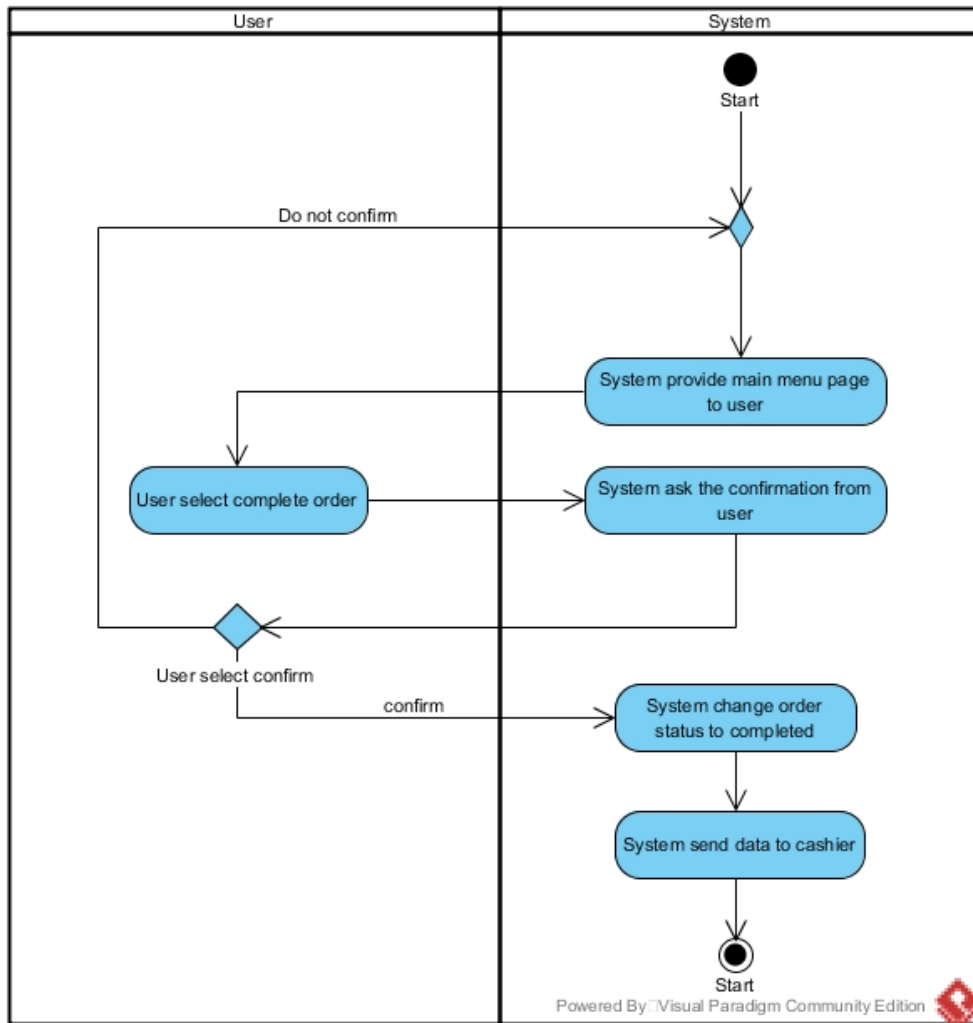 User
System
Start
Do not confirm
System provide main menu page
to user
User select complete order
System ask the confirmation from
user
User select confirm
confirm
System change order
status to completed
System send data to cashier
Start
Powered By Visual Paradigm Community Edition